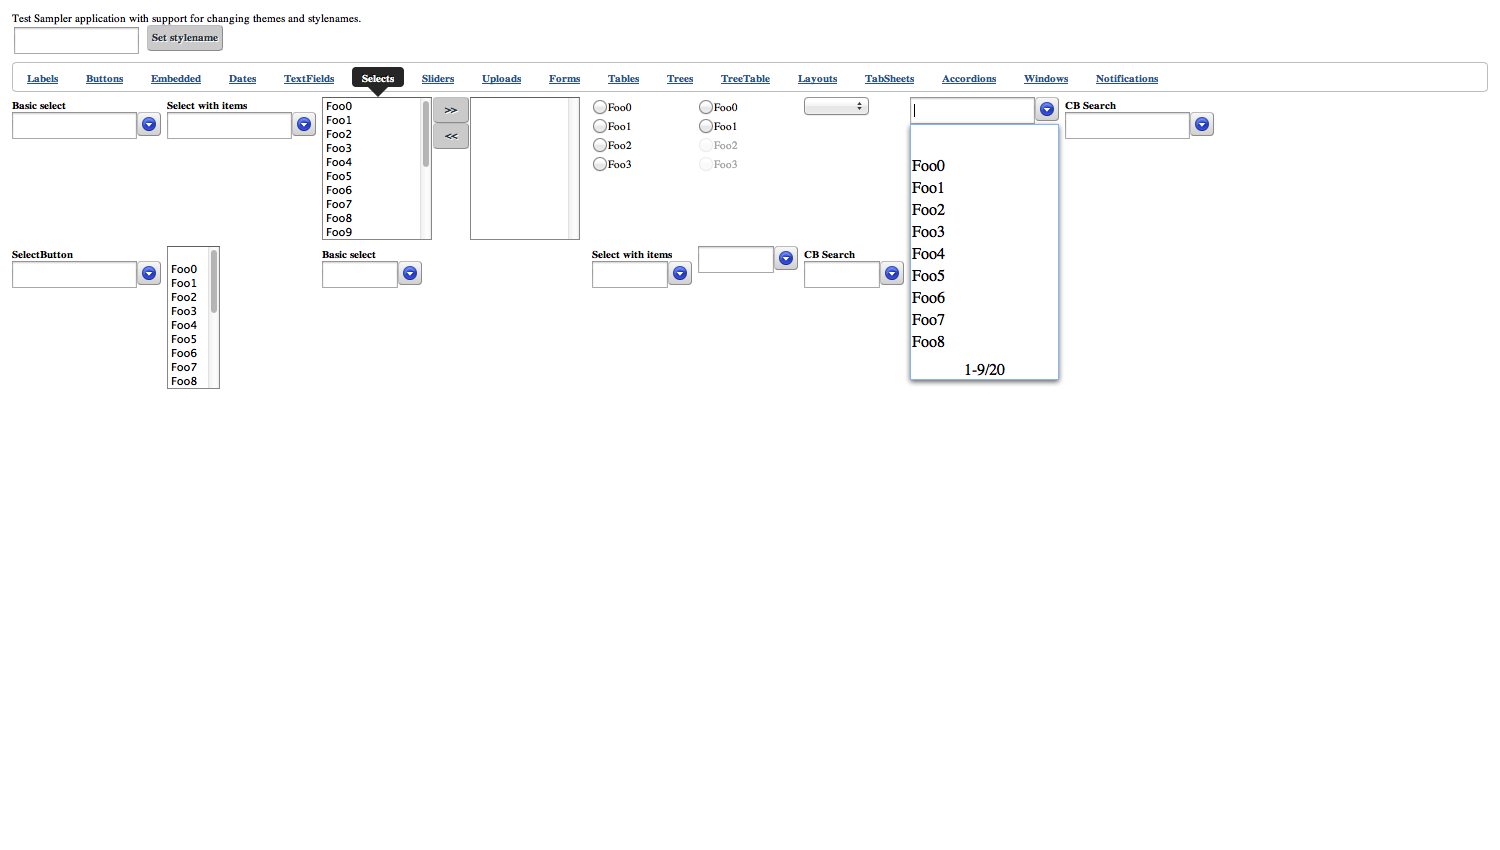 Test Sampler application with support for changing themes and stylenames.
Set stylename
Labels Buttons Embedded Dates TextFields Selects Sliders Uploads Forms Tables Trees TreeTable Layouts TabSheets Accordions Windows Notifications
Basic select
Select with items
Foo0
Foo1
Foo2
Foo3
Foo4
Foo5
Foo6
Foo7
Foo8
Foo9
>>
<<
Foo0
Foo1
Foo2
Foo3
Foo0
Foo1
Foo2
Foo3
Foo0
Foo1
Foo2
Foo3
Foo4
Foo5
Foo6
Foo7
Foo8
1-9/20
CB Search
SelectButton
Foo0
Foo1
Foo2
Foo3
Foo4
Foo5
Foo6
Foo7
Foo8
Basic select
Select with items
CB Search